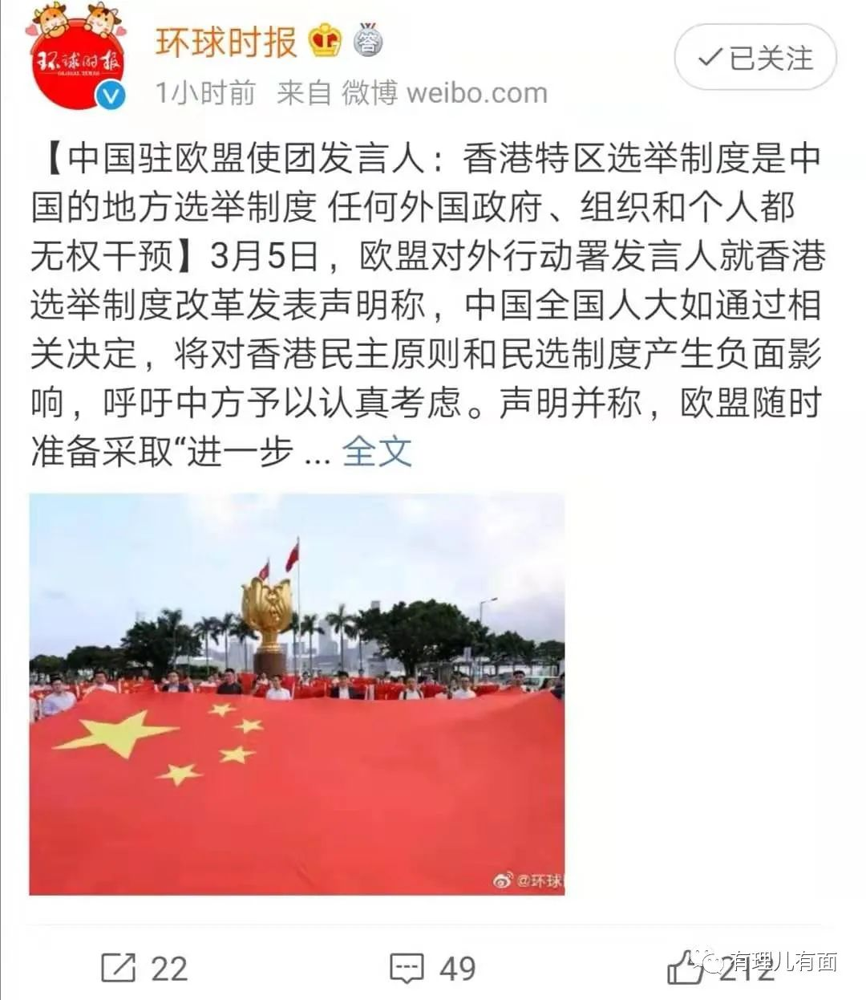 环球时报
GLOBAL TIMES
环球时报
答
已关注
1小时前 来自 微博 weibo.com
【中国驻欧盟使团发言人：香港特区选举制度是中
国的地方选举制度 任何外国政府、组织和个人都
无权干预】3月5日，欧盟对外行动署发言人就香港
选举制度改革发表声明称，中国全国人大如通过相
关决定，将对香港民主原则和民选制度产生负面影
响，呼吁中方予以认真考虑。声明并称，欧盟随时
准备采取“进一步 ... 全文
@环球
22
49
212
有理儿有面